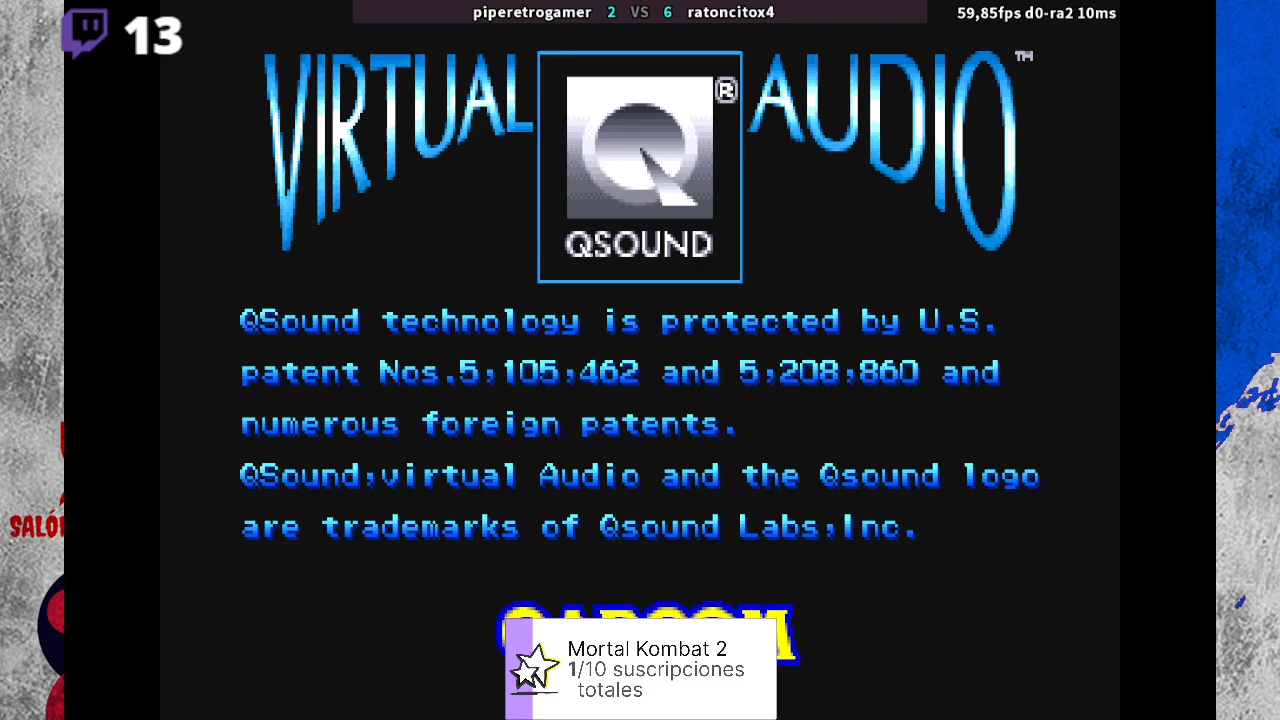 piperetrogamer 2 VS 6 ratoncitox4
59,85fps d0-ra2 10ms
13
VIRTUAL AUDIO ™
®
QSOUND
QSound technology is protected by U.S.
patent Nos.5,105,462 and 5,208,860 and
numerous foreign patents.
QSound,virtual Audio and the Qsound logo
are trademarks of Qsound Labs,Inc.
SALÓ
Mortal Kombat 2
1/10 suscripciones
totales